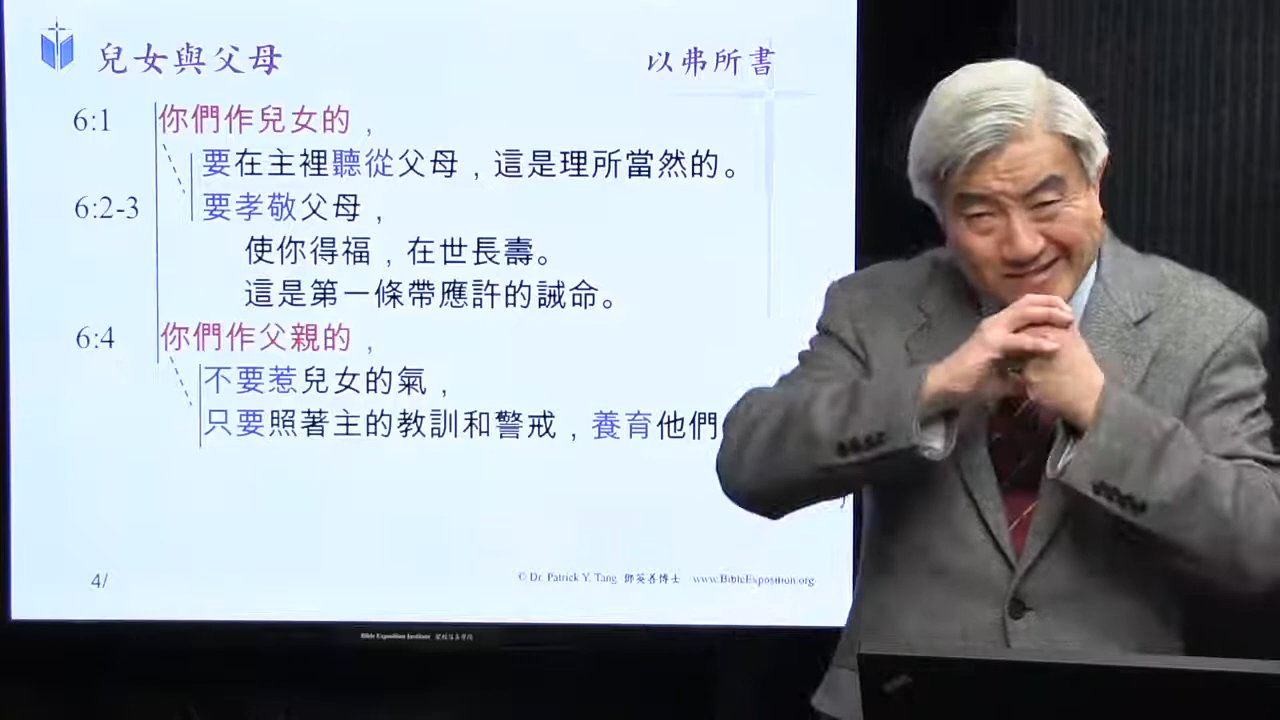 兒女與父母 以弗所書
6:1 你們作兒女的，
要在主裡聽從父母，這是理所當然的。
6:2-3 要孝敬父母，
使你得福，在世長壽。
這是第一條帶應許的誡命。
6:4 你們作父親的，
不要惹兒女的氣，
只要照著主的教訓和警戒，養育他們
4/ © Dr. Patrick Y. Tang 鄧英善博士 www.BibleExposition.org
Bible Exposition Institute